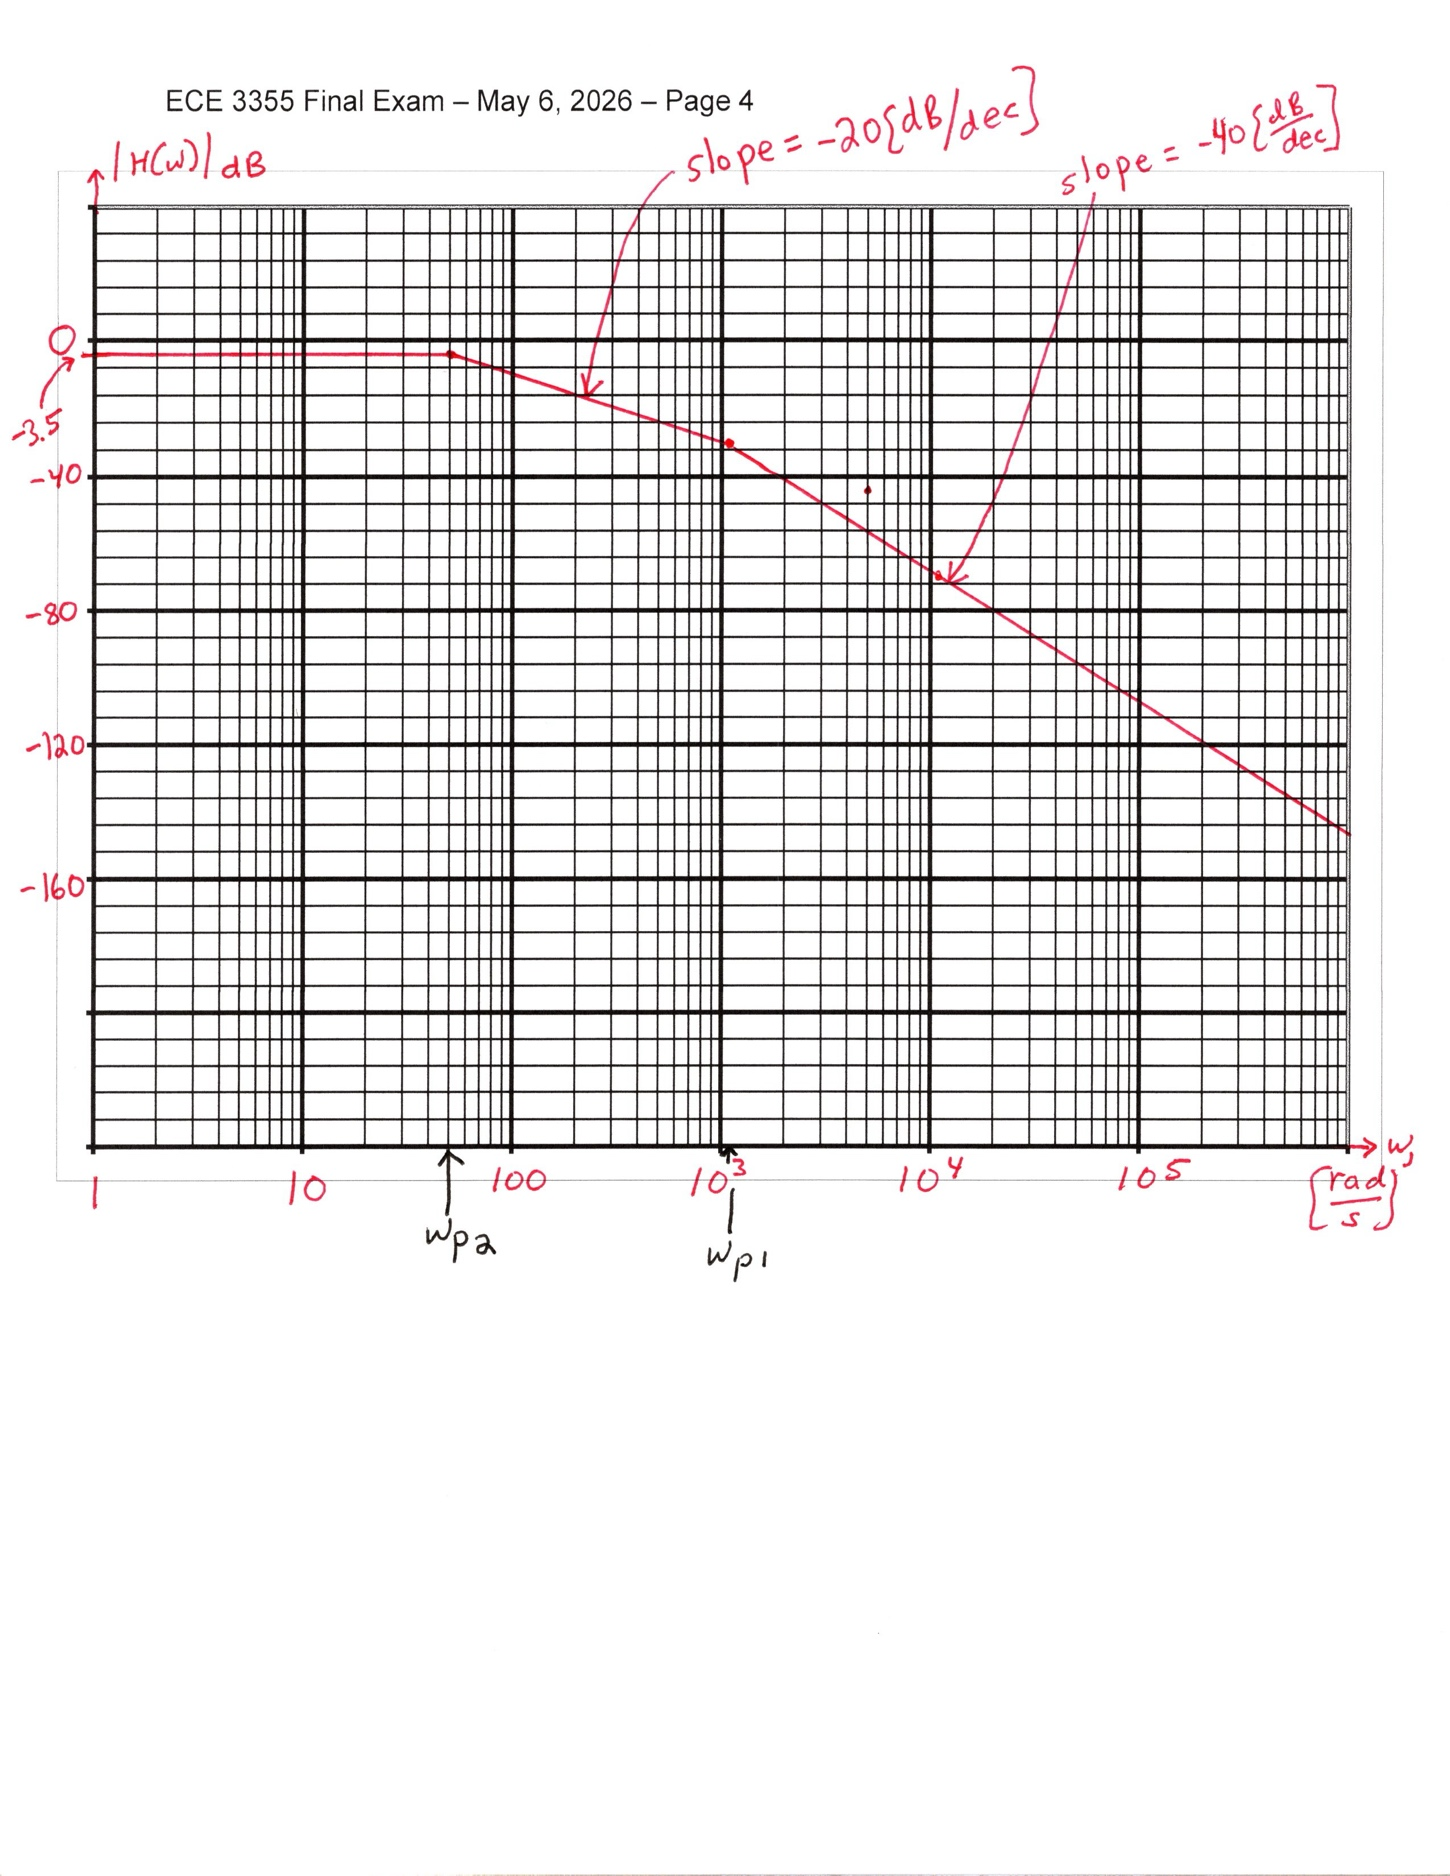 ECE 3355 Final Exam – May 6, 2026 – Page 4
slope = -20[dB/dec]
slope = -40[dB/dec]
|H(ω)| dB
0
-3.5
-40
-80
-120
-160
1
10
100
10³
10⁴
10⁵
ω,
[rad/s]
ωp2
ωp1